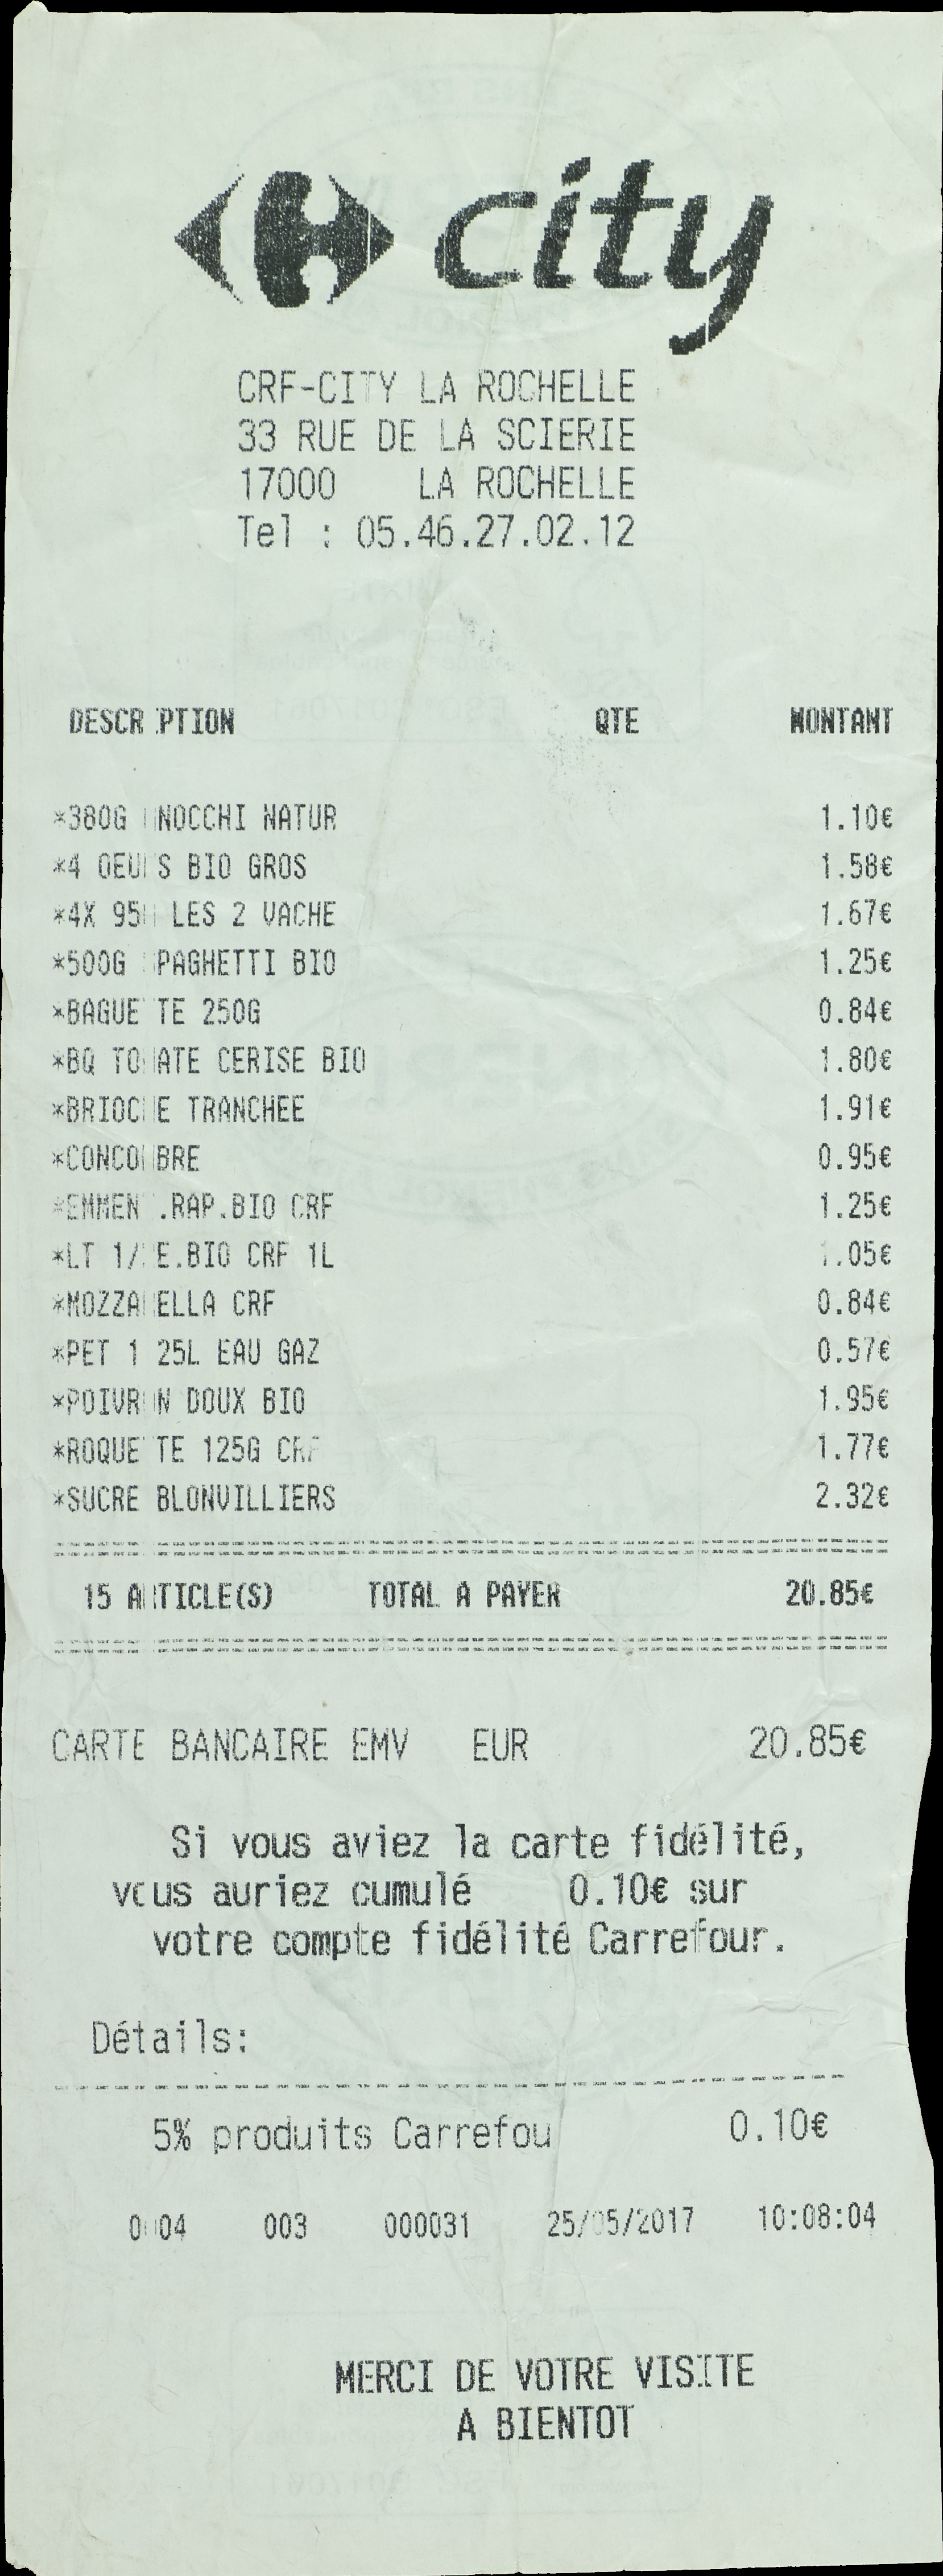 city
CRF-CITY LA ROCHELLE
33 RUE DE LA SCIERIE
17000 LA ROCHELLE
Tel : 05.46.27.02.12
DESCRIPTION QTE MONTANT
*380G GNOCCHI NATUR 1.10€
*4 OEUFS BIO GROS 1.58€
*4X 95G LES 2 VACHE 1.67€
*500G SPAGHETTI BIO 1.25€
*BAGUETTE 250G 0.84€
*BQ TOMATE CERISE BIO 1.80€
*BRIOCHE TRANCHEE 1.91€
*CONCOMBRE 0.95€
*EMMENT.RAP.BIO CRF 1.25€
*LT 1/2E.BIO CRF 1L 1.05€
*MOZZARELLA CRF 0.84€
*PET 1.25L EAU GAZ 0.57€
*POIVRON DOUX BIO 1.95€
*ROQUETTE 125G CRF 1.77€
*SUCRE BLONVILLIERS 2.32€
15 ARTICLE(S) TOTAL A PAYER 20.85€
CARTE BANCAIRE EMV EUR 20.85€
Si vous aviez la carte fidélité,
vous auriez cumulé 0.10€ sur
votre compte fidélité Carrefour.
Détails:
5% produits Carrefou 0.10€
0004 003 000031 25/05/2017 10:08:04
MERCI DE VOTRE VISITE
A BIENTOT